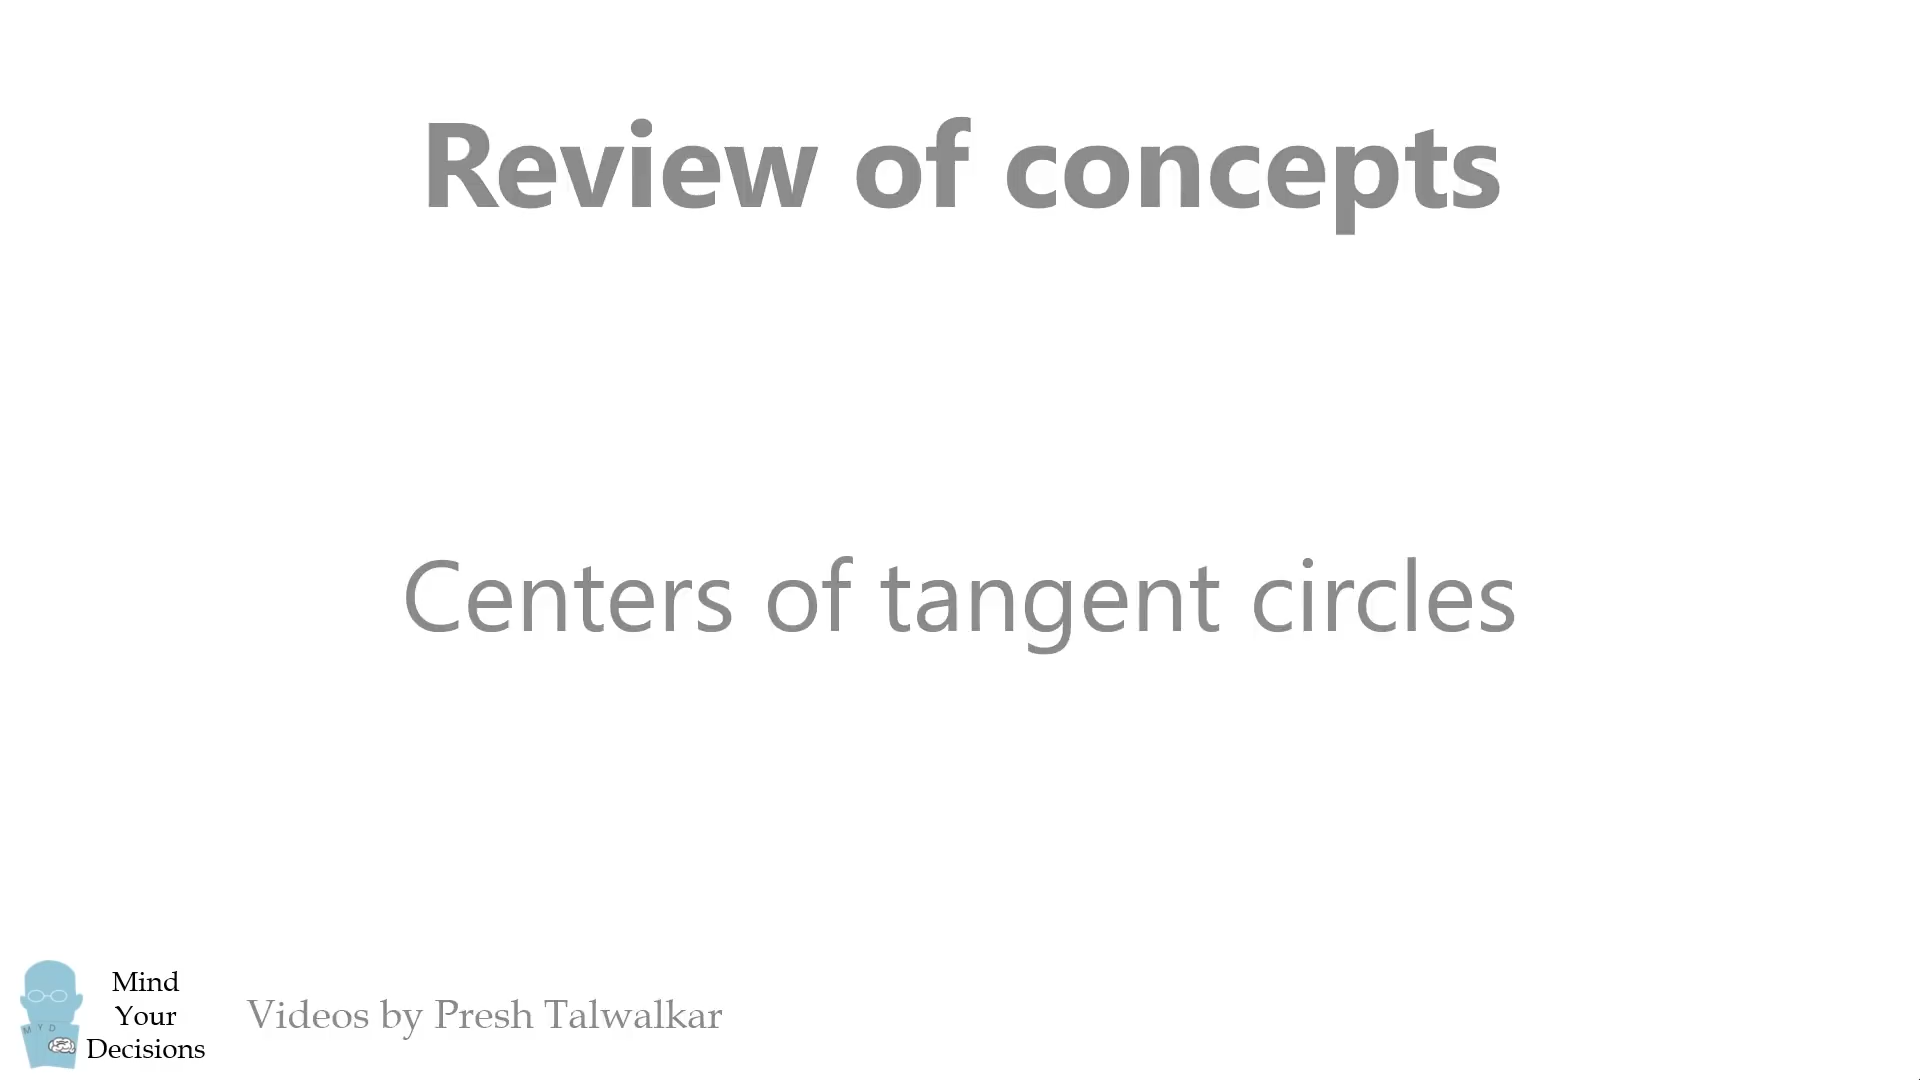 Review of concepts
Centers of tangent circles
Mind
Your
Decisions
Videos by Presh Talwalkar
M Y D